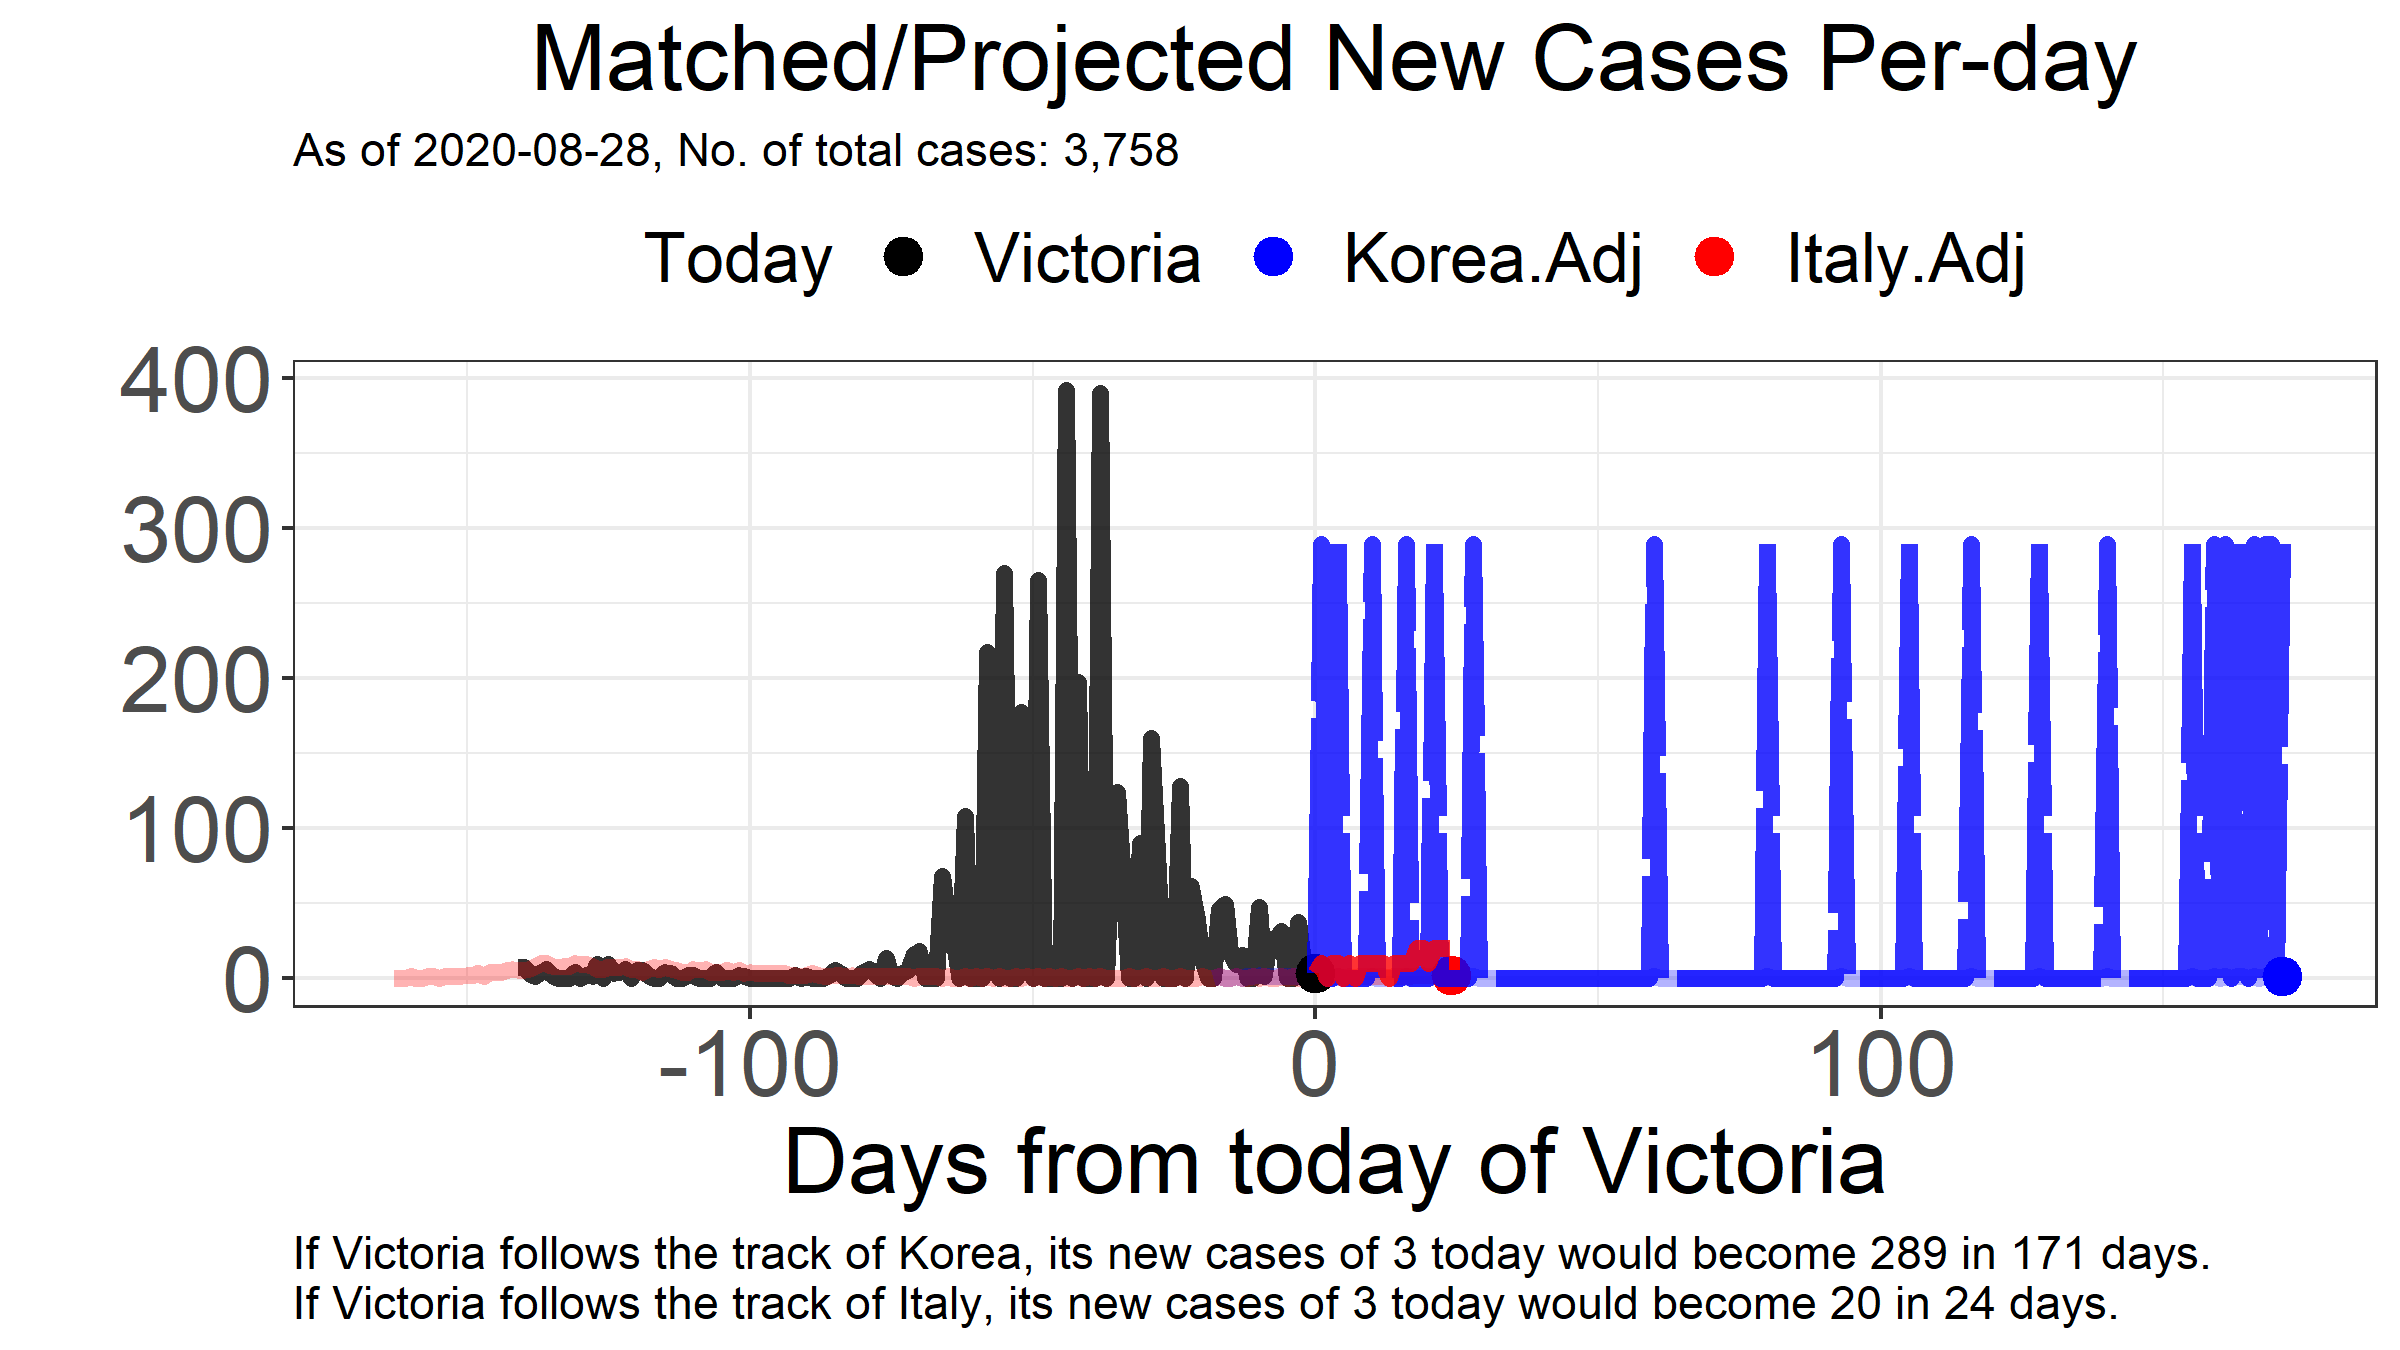 Matched/Projected New Cases Per-day
As of 2020-08-28, No. of total cases: 3,758
Today Victoria Korea.Adj Italy.Adj
400
300
200
100
0
-100 0 100
Days from today of Victoria
If Victoria follows the track of Korea, its new cases of 3 today would become 289 in 171 days.
If Victoria follows the track of Italy, its new cases of 3 today would become 20 in 24 days.